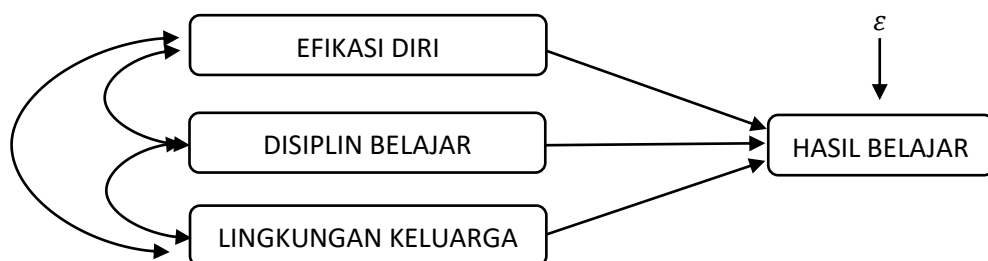 EFIKASI DIRI
ε
DISIPLIN BELAJAR
HASIL BELAJAR
LINGKUNGAN KELUARGA